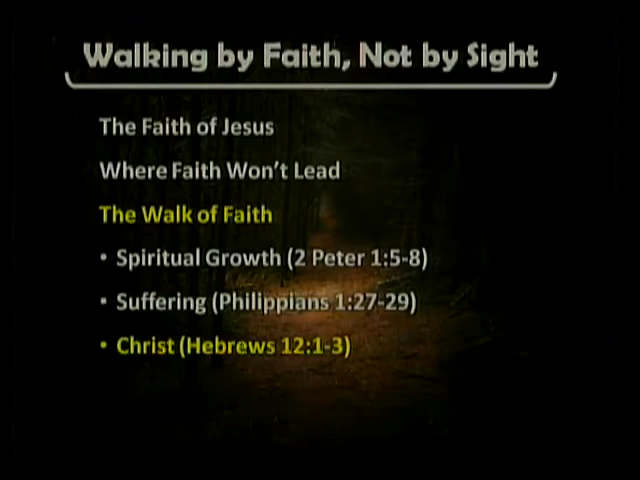 Walking by Faith, Not by Sight
The Faith of Jesus
Where Faith Won't Lead
The Walk of Faith
• Spiritual Growth (2 Peter 1:5-8)
• Suffering (Philippians 1:27-29)
• Christ (Hebrews 12:1-3)